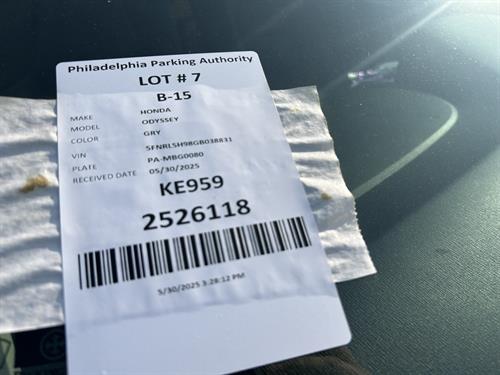 Philadelphia Parking Authority
LOT # 7
B-15
MAKE HONDA
MODEL ODYSSEY
COLOR GRY
VIN 5FNRL5H98GB038831
PLATE PA-MBG0080
RECEIVED DATE 05/30/2025
KE959
2526118
5/30/2025 3:28:12 PM